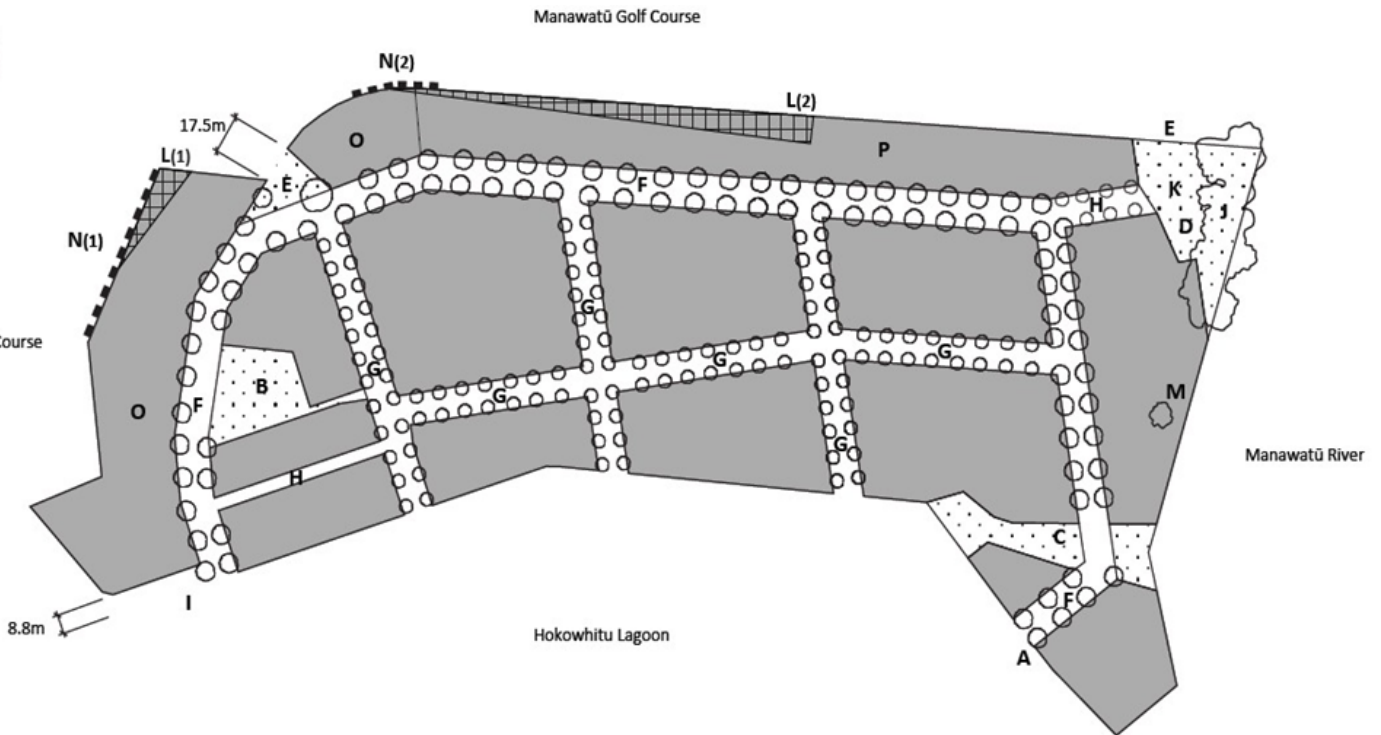 Manawatū Golf Course
N(2)
17.5m
L(2)
E
L(1)
O
P
E
F
K
H
J
D
N(1)
G
Course
G
G
B
G
M
F
O
G
G
Manawatū River
H
C
F
I
8.8m
Hokowhitu Lagoon
A